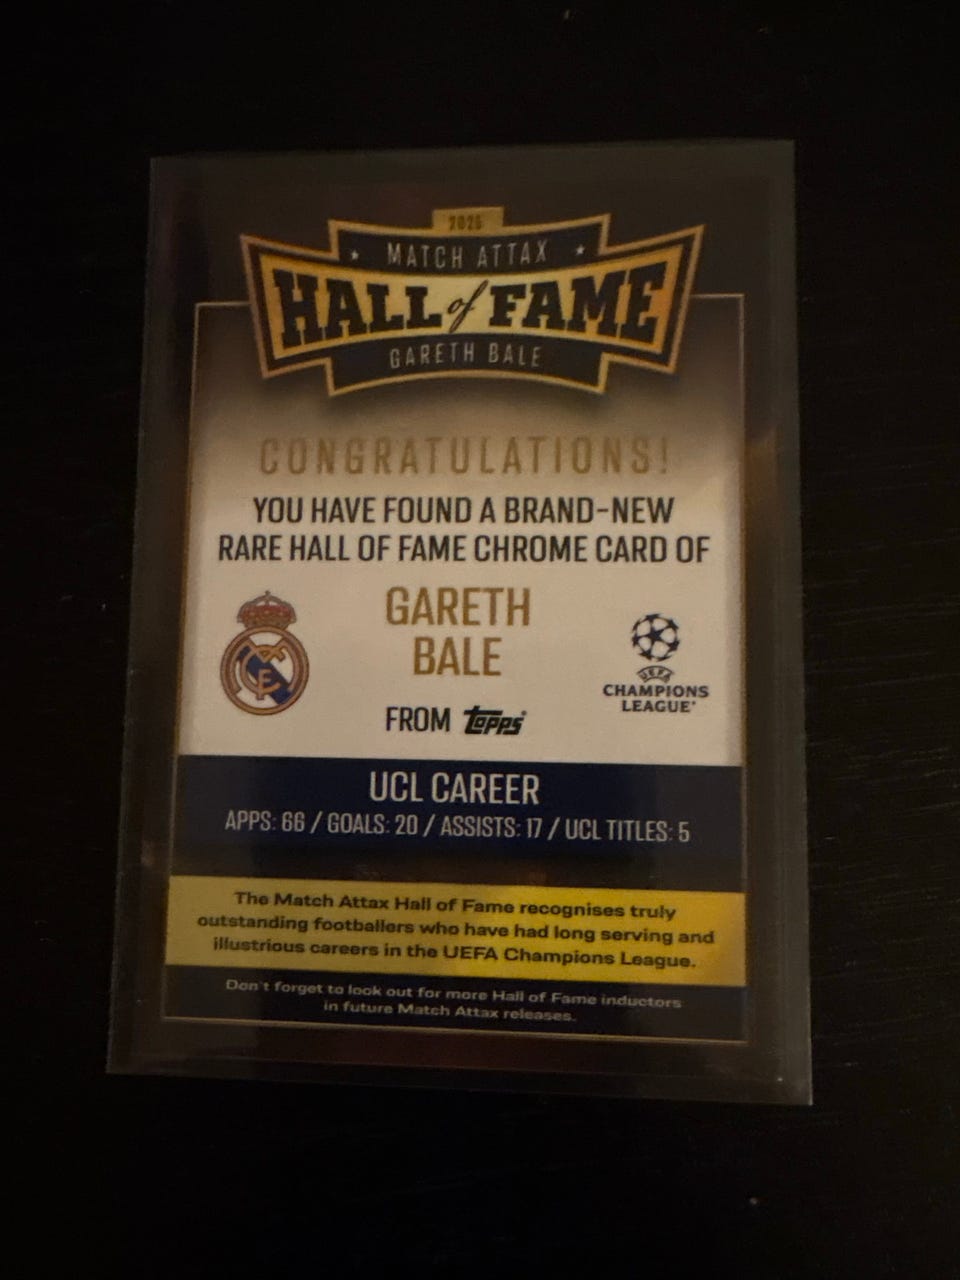 2025
MATCH ATTAX
HALL of FAME
GARETH BALE
CONGRATULATIONS!
YOU HAVE FOUND A BRAND-NEW
RARE HALL OF FAME CHROME CARD OF
GARETH
BALE
UEFA
CHAMPIONS
LEAGUE®
FROM Topps®
UCL CAREER
APPS: 66 / GOALS: 20 / ASSISTS: 17 / UCL TITLES: 5
The Match Attax Hall of Fame recognises truly
outstanding footballers who have had long serving and
illustrious careers in the UEFA Champions League.
Don't forget to look out for more Hall of Fame inductors
in future Match Attax releases.